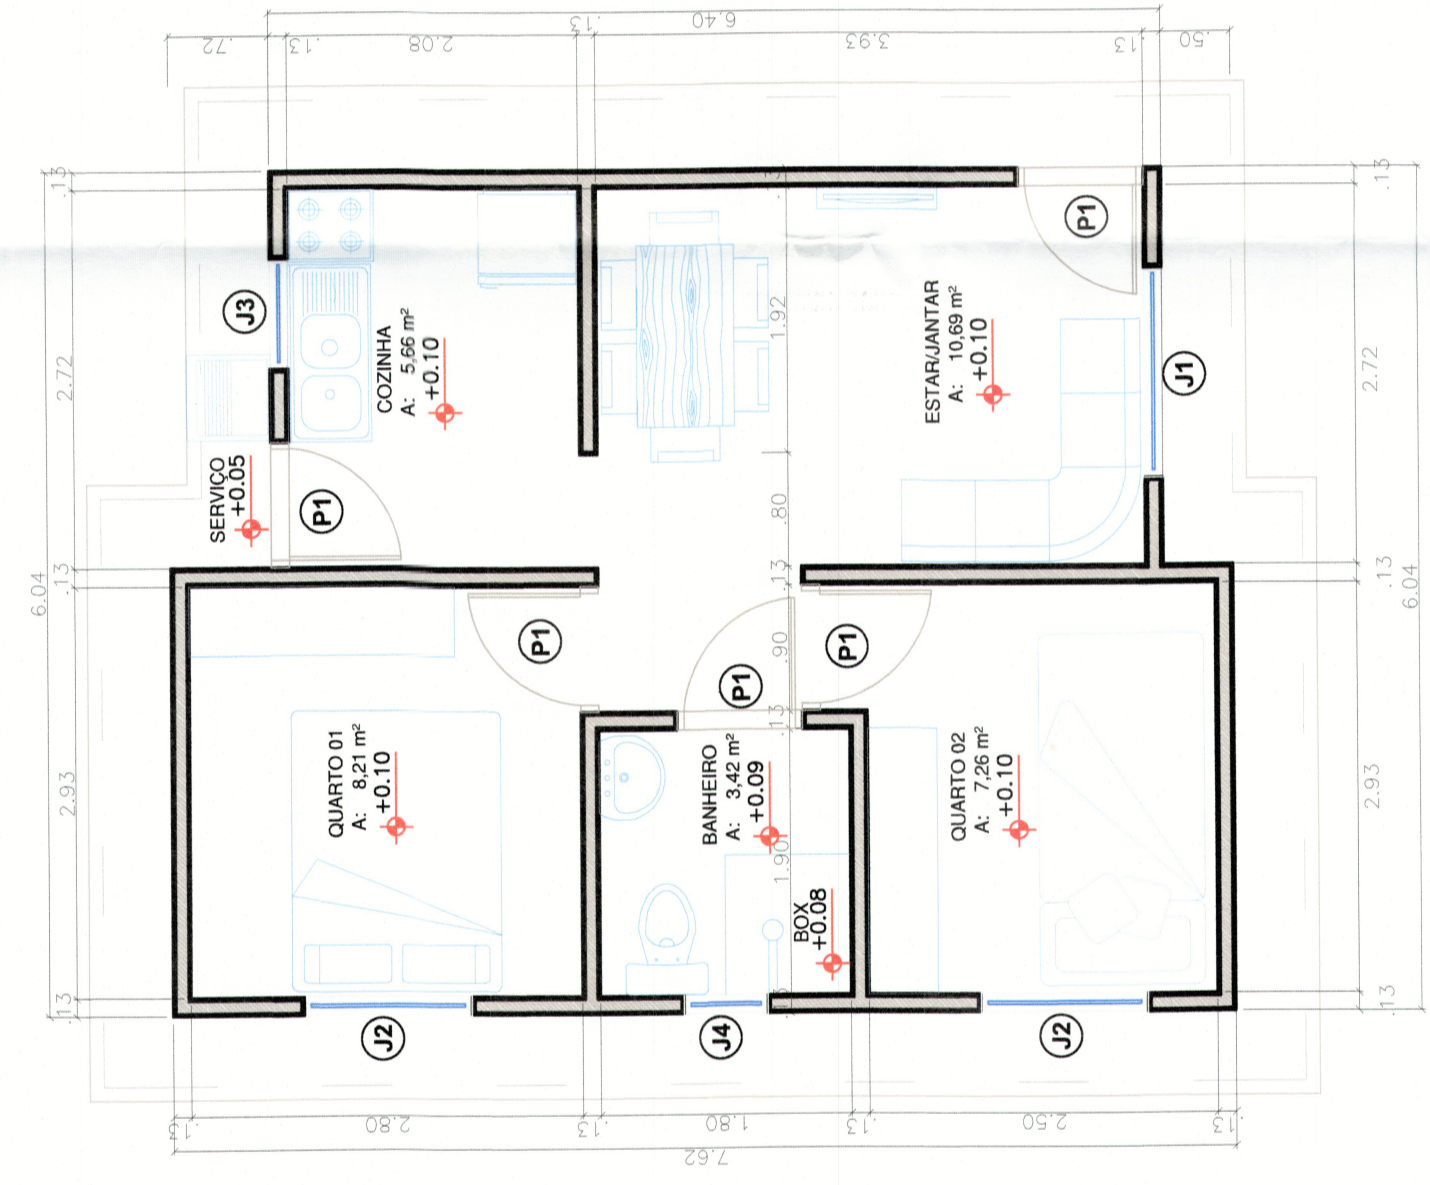 6.40
.72
.13
2.08
.13
3.93
.13
.50
6.04
.13
2.72
.13
2.93
.13
J3
COZINHA
A: 5,66 m²
+0.10
SERVIÇO
+0.05
P1
1.92
.80
.13
.90
.13
1.90
ESTAR/JANTAR
A: 10,69 m²
+0.10
P1
J1
.13
2.72
.13
6.04
2.93
.13
QUARTO 01
A: 8,21 m²
+0.10
P1
P1
P1
BANHEIRO
A: 3,42 m²
+0.09
BOX
+0.08
QUARTO 02
A: 7,26 m²
+0.10
J2
J4
J2
.13
2.80
.13
1.80
.13
2.50
.13
7.62